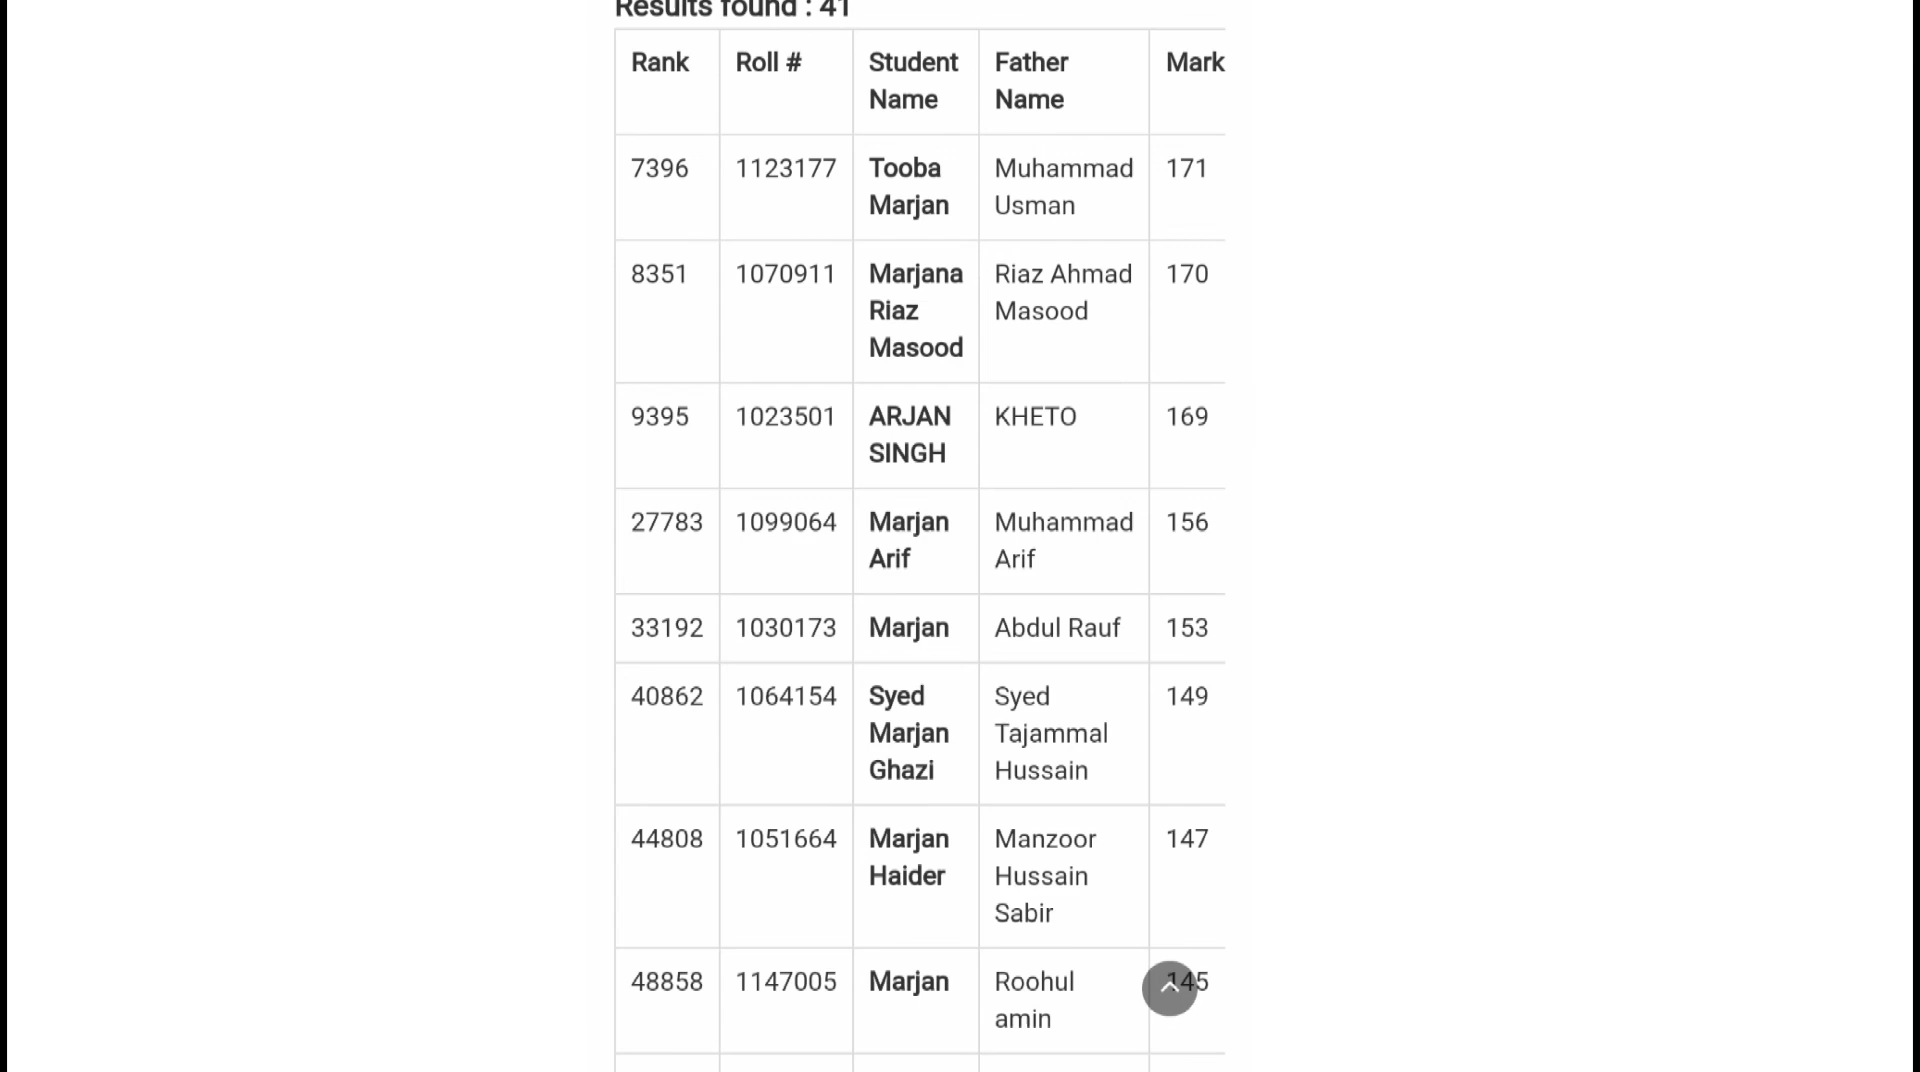 Results found : 41
Rank Roll # Student Name Father Name Mark
7396 1123177 Tooba Marjan Muhammad Usman 171
8351 1070911 Marjana Riaz Masood Riaz Ahmad Masood 170
9395 1023501 ARJAN SINGH KHETO 169
27783 1099064 Marjan Arif Muhammad Arif 156
33192 1030173 Marjan Abdul Rauf 153
40862 1064154 Syed Marjan Ghazi Syed Tajammal Hussain 149
44808 1051664 Marjan Haider Manzoor Hussain Sabir 147
48858 1147005 Marjan Roohul amin 145